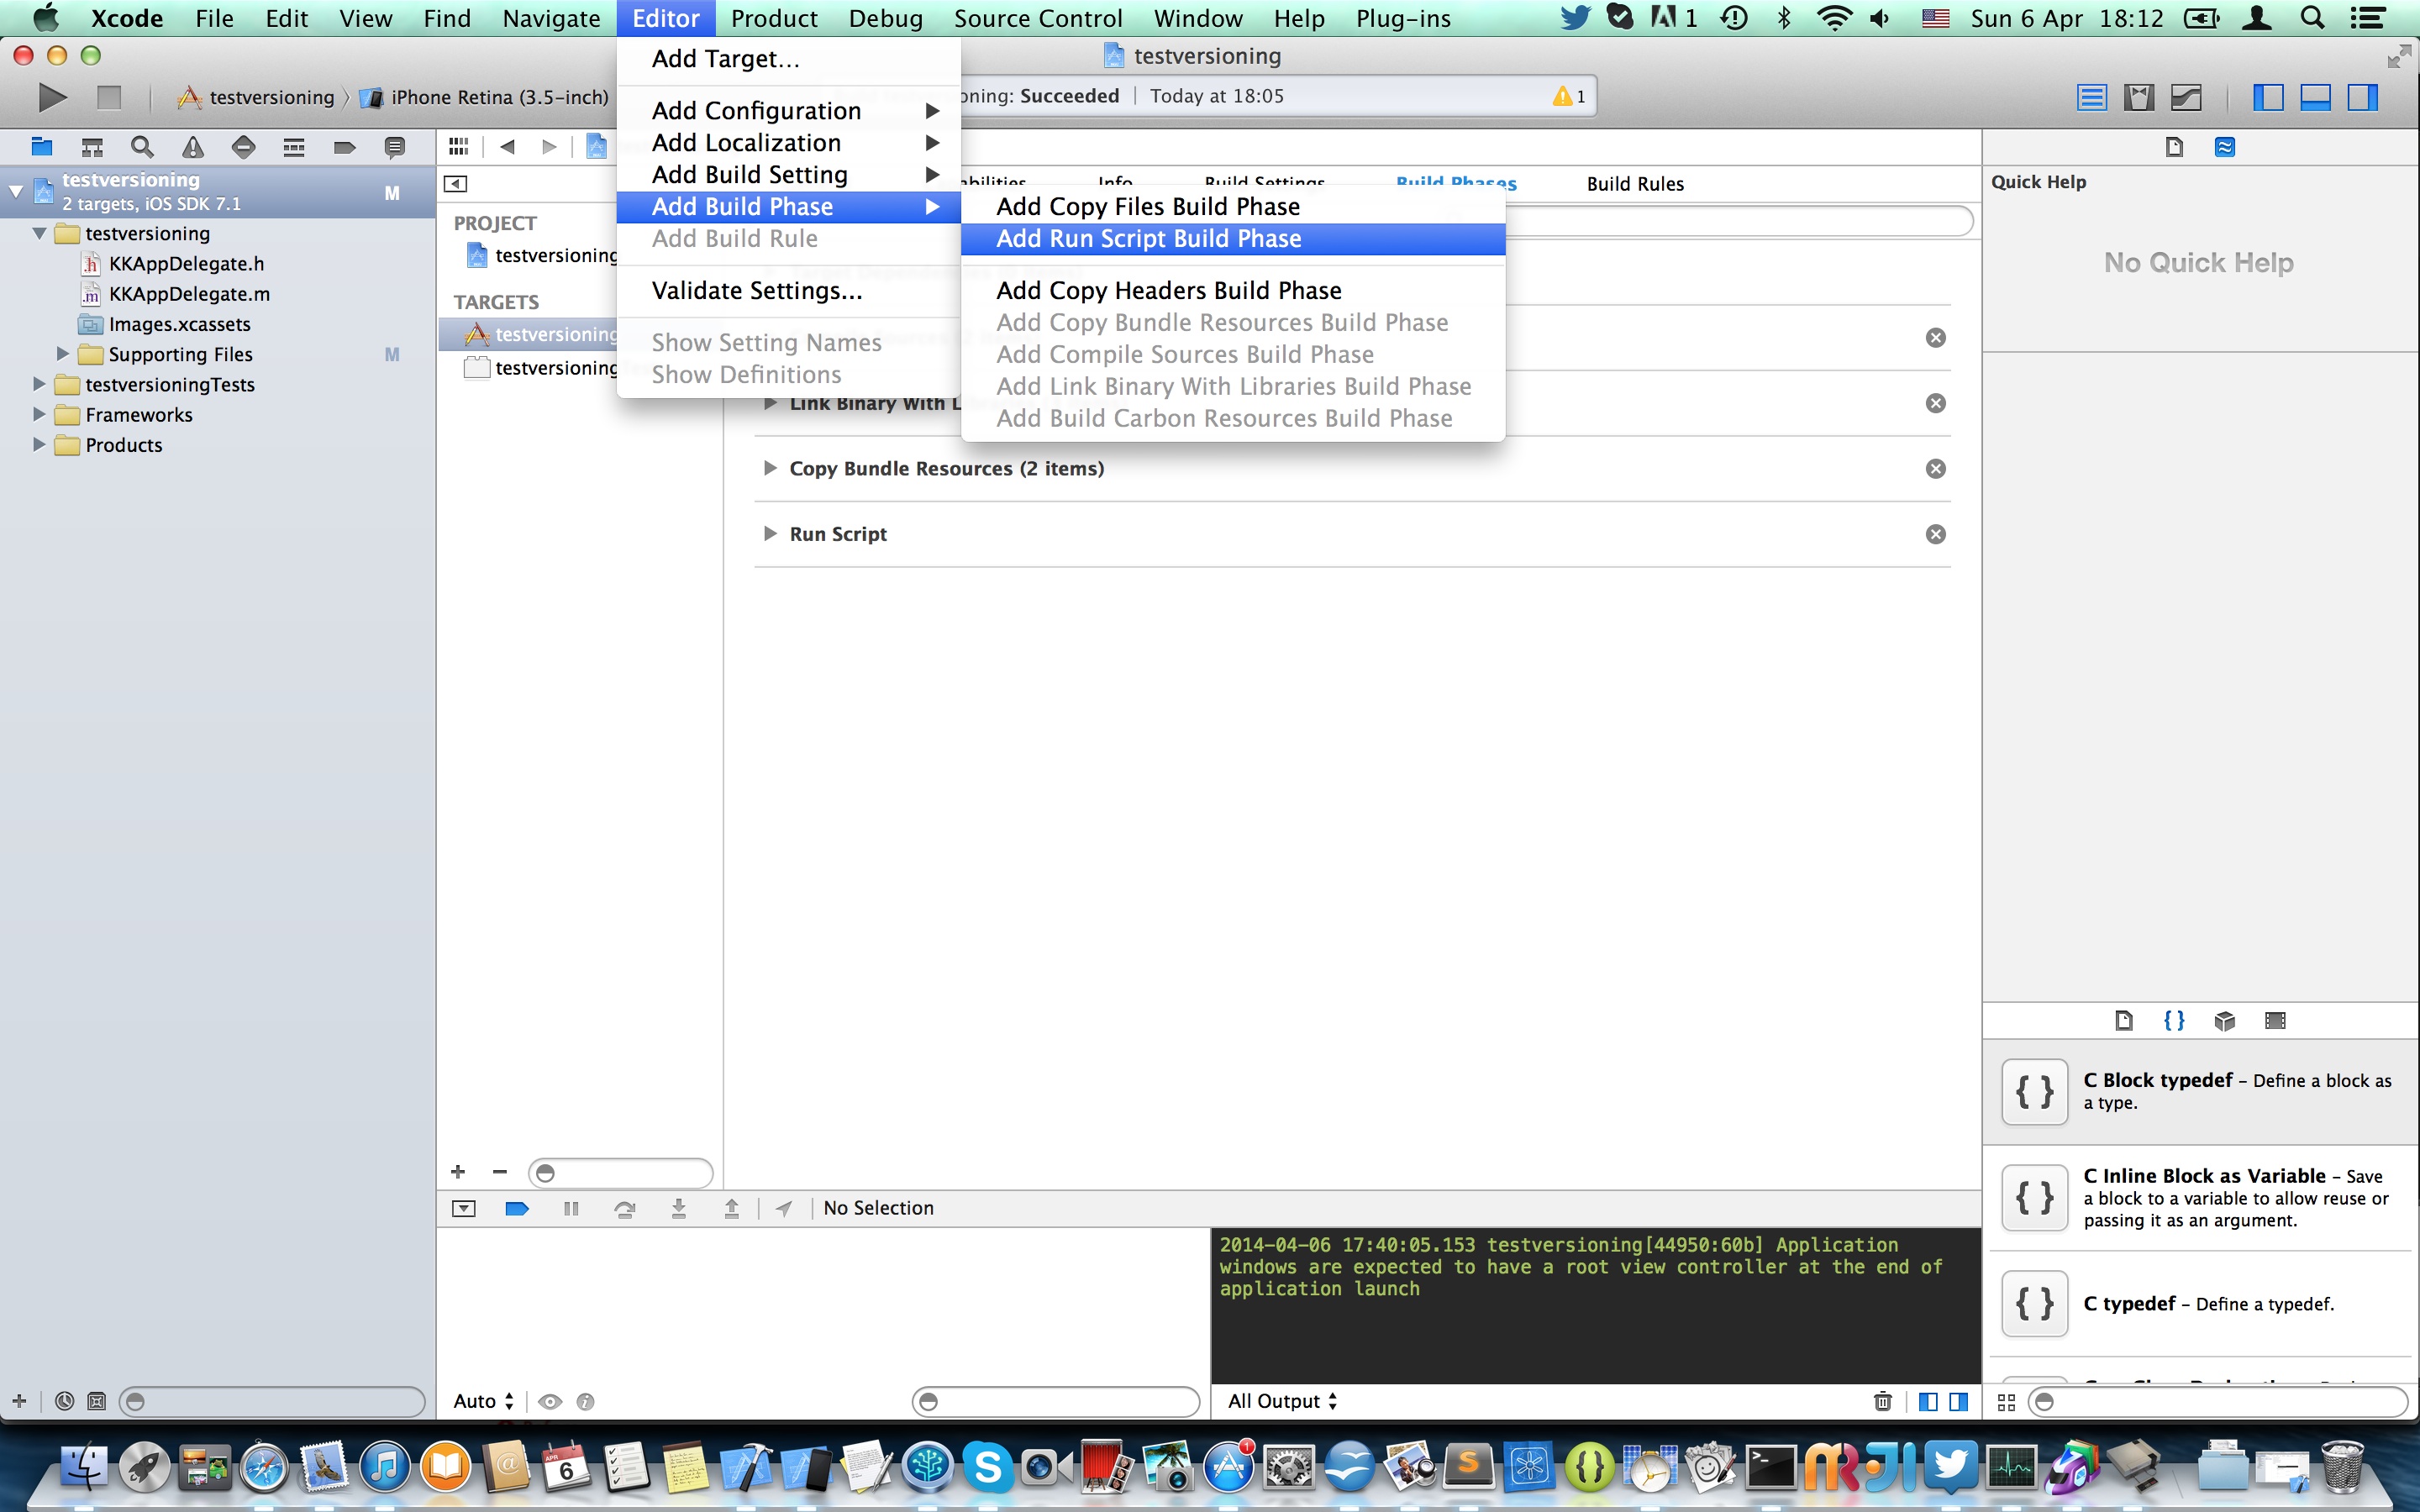 Xcode File Edit View Find Navigate Editor Product Debug Source Control Window Help Plug-ins 1 Sun 6 Apr 18:12
testversioning
testversioning iPhone Retina (3.5-inch)
oning: Succeeded Today at 18:05 1
Add Target...
Add Configuration
Add Localization
Add Build Setting
Add Build Phase
Add Build Rule
Validate Settings...
Show Setting Names
Show Definitions
Add Copy Files Build Phase
Add Run Script Build Phase
Add Copy Headers Build Phase
Add Copy Bundle Resources Build Phase
Add Compile Sources Build Phase
Add Link Binary With Libraries Build Phase
Add Build Carbon Resources Build Phase
testversioning
2 targets, iOS SDK 7.1
M
testversioning
KKAppDelegate.h
KKAppDelegate.m
Images.xcassets
Supporting Files M
testversioningTests
Frameworks
Products
PROJECT
testversioning
TARGETS
testversioning
testversioning
abilities Info Build Settings Build Phases Build Rules
Target Dependencies (0 items)
Link Binary With L
Copy Bundle Resources (2 items)
Run Script
Quick Help
No Quick Help
C Block typedef – Define a block as
a type.
C Inline Block as Variable – Save
a block to a variable to allow reuse or
passing it as an argument.
C typedef – Define a typedef.
No Selection
2014-04-06 17:40:05.153 testversioning[44950:60b] Application
windows are expected to have a root view controller at the end of
application launch
Auto
All Output
APR
6
1